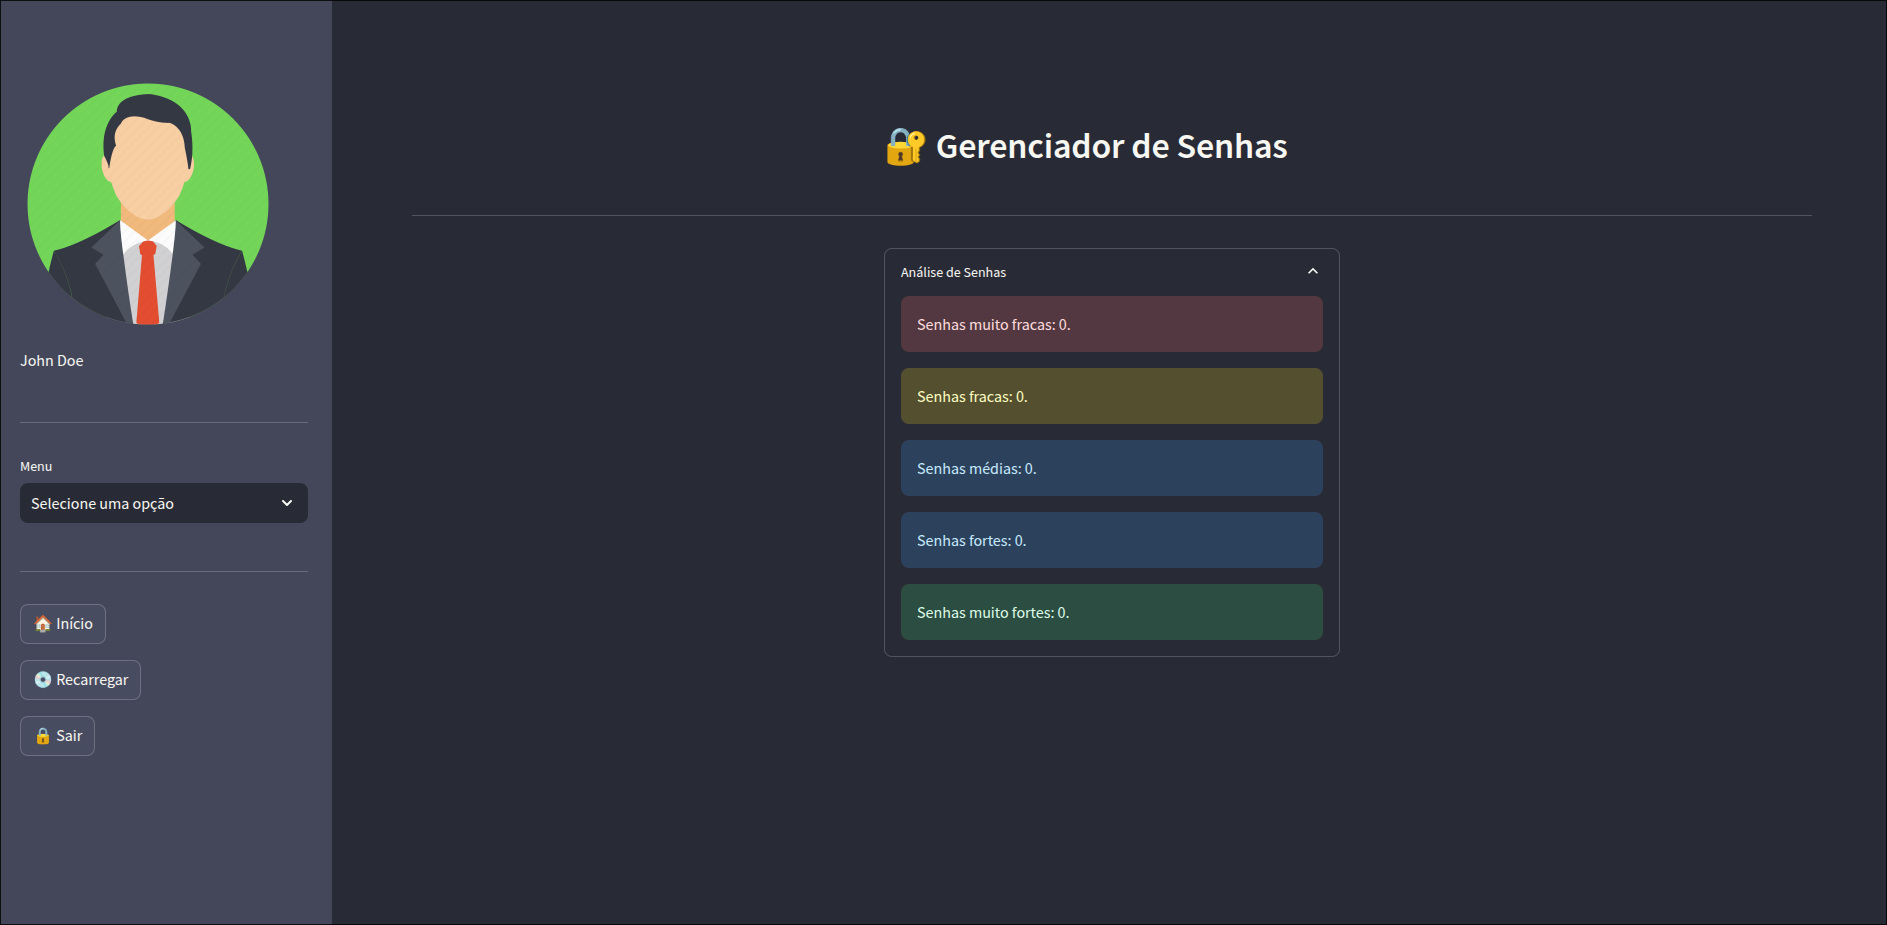 John Doe
Menu
Selecione uma opção
Início
Recarregar
Sair
Gerenciador de Senhas
Análise de Senhas
Senhas muito fracas: 0.
Senhas fracas: 0.
Senhas médias: 0.
Senhas fortes: 0.
Senhas muito fortes: 0.